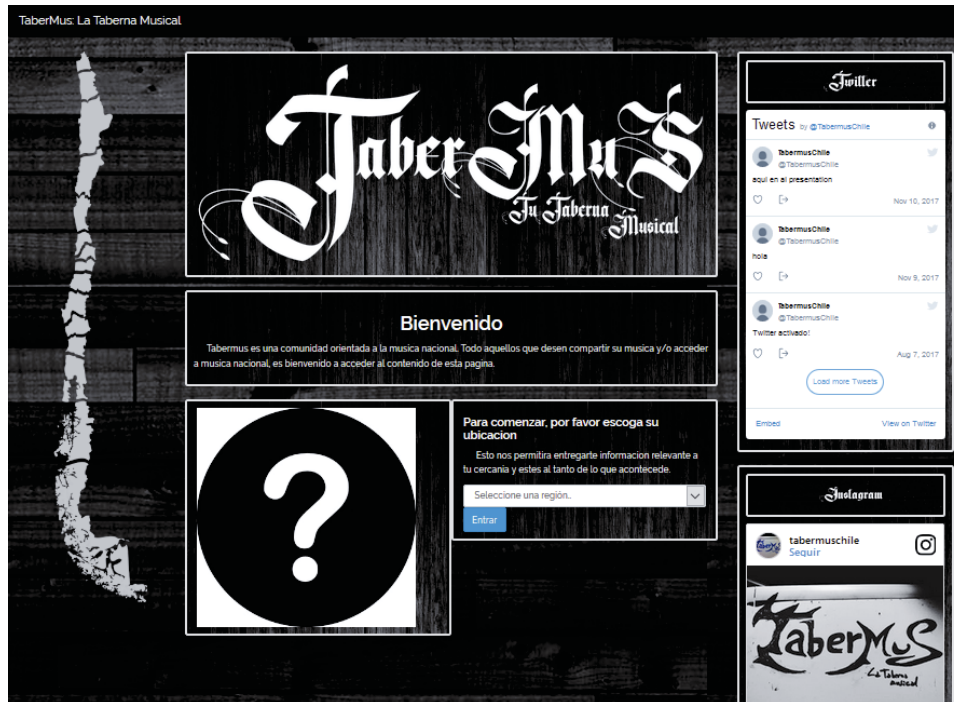 TaberMus: La Taberna Musical
TaberMuS
Tu Taberna
Musical
Bienvenido
Tabermus es una comunidad orientada a la musica nacional. Todo aquellos que desen compartir su musica y/o acceder
a musica nacional, es bienvenido a acceder al contenido de esta pagina.
?
Para comenzar, por favor escoga su
ubicacion
Esto nos permitira entregarte informacion relevante a
tu cercania y estes al tanto de lo que acontecede.
Seleccione una región..
Entrar
Twitter
Tweets by @TabermusChile
TabermusChile
@TabermusChile
aqui en al presentation
Nov 10, 2017
TabermusChile
@TabermusChile
hola
Nov 9, 2017
TabermusChile
@TabermusChile
Twitter activado!
Aug 7, 2017
Load more Tweets
Embed View on Twitter
Instagram
tabermuschile
Seguir
TaberMuS
La Taberna
musical